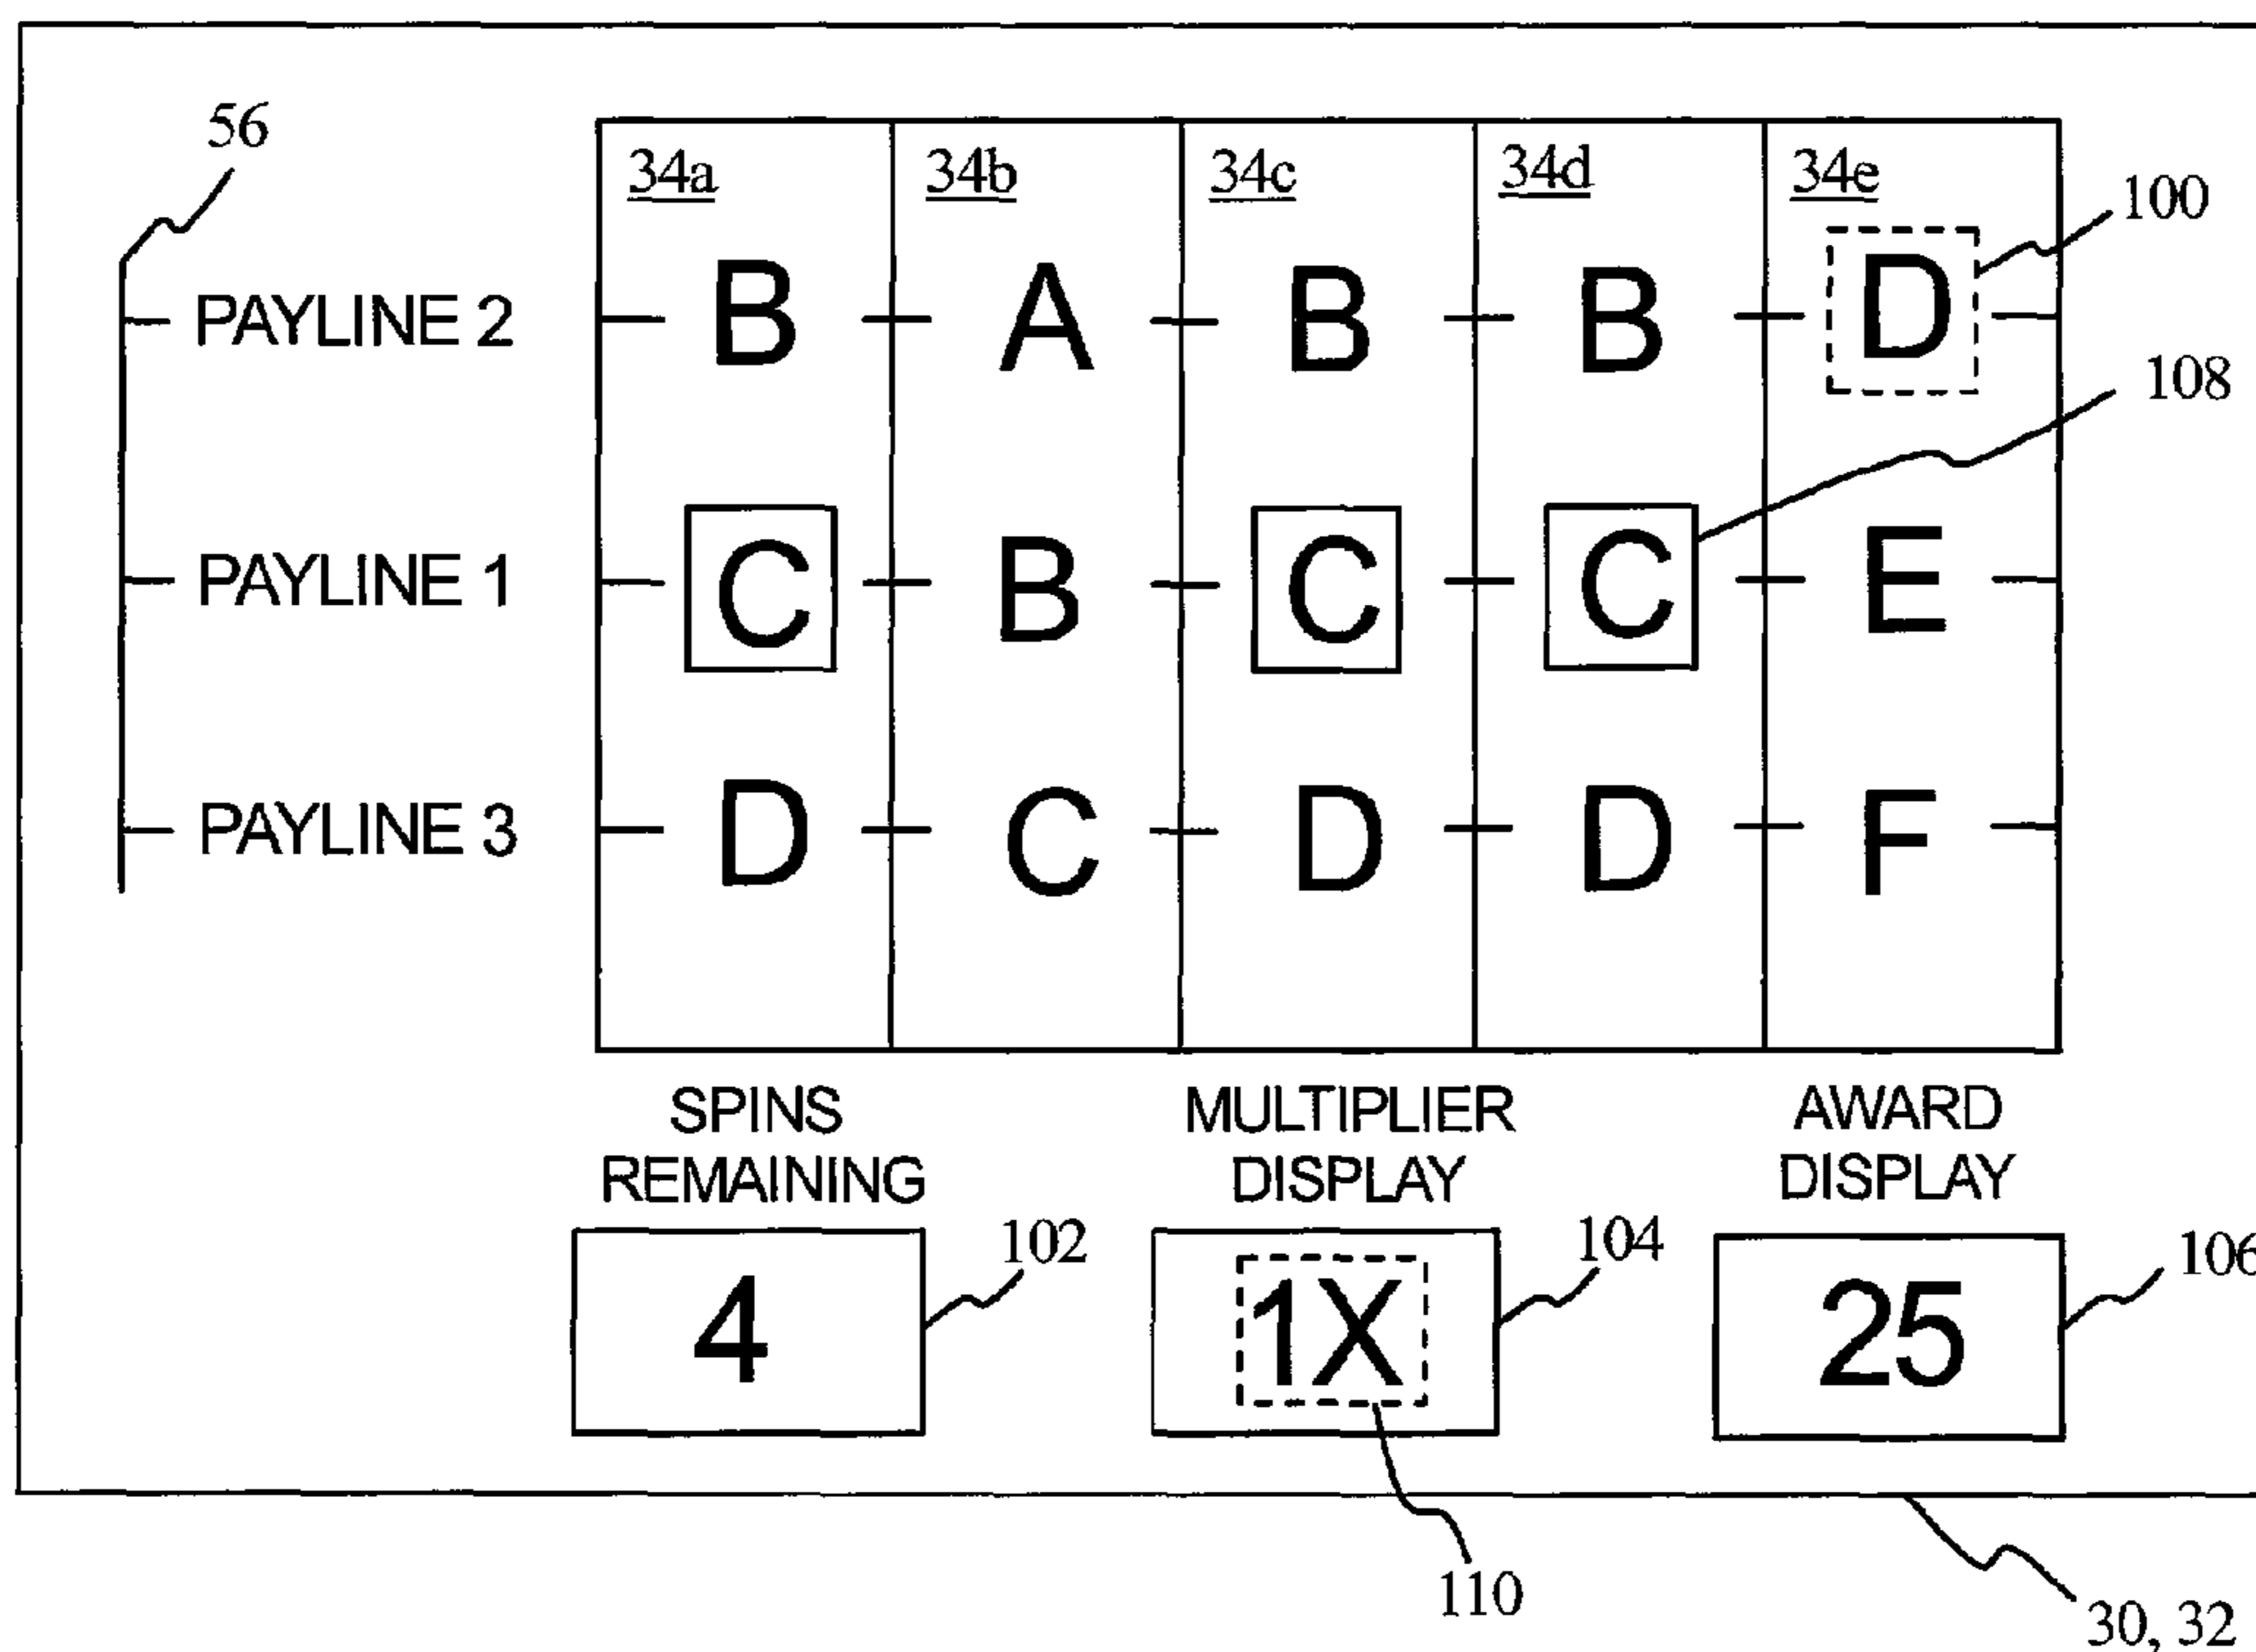 56
34a 34b 34c 34d 34e
100
PAYLINE 2 B A B B D
108
PAYLINE 1 C B C C E
PAYLINE 3 D C D D F
SPINS REMAINING
MULTIPLIER DISPLAY
AWARD DISPLAY
4 102
1X 104
25 106
110
30, 32